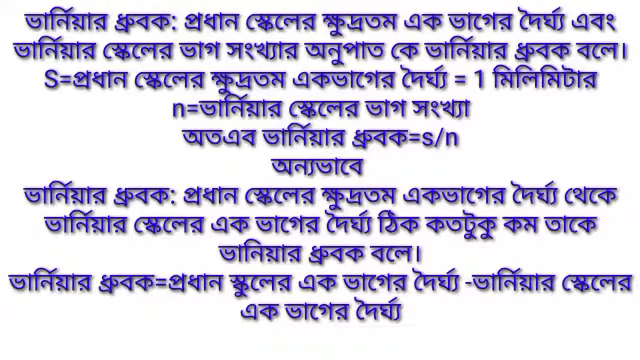 ভার্নিয়ার ধ্রুবক: প্রধান স্কেলের ক্ষুদ্রতম এক ভাগের দৈর্ঘ্য এবং
ভার্নিয়ার স্কেলের ভাগ সংখ্যার অনুপাত কে ভার্নিয়ার ধ্রুবক বলে।
S=প্রধান স্কেলের ক্ষুদ্রতম একভাগের দৈর্ঘ্য = 1 মিলিমিটার
n=ভার্নিয়ার স্কেলের ভাগ সংখ্যা
অতএব ভার্নিয়ার ধ্রুবক=s/n
অন্যভাবে
ভার্নিয়ার ধ্রুবক: প্রধান স্কেলের ক্ষুদ্রতম একভাগের দৈর্ঘ্য থেকে
ভার্নিয়ার স্কেলের এক ভাগের দৈর্ঘ্য ঠিক কতটুকু কম তাকে
ভানিয়ার ধ্রুবক বলে।
ভার্নিয়ার ধ্রুবক=প্রধান স্কুলের এক ভাগের দৈর্ঘ্য -ভার্নিয়ার স্কেলের
এক ভাগের দৈর্ঘ্য